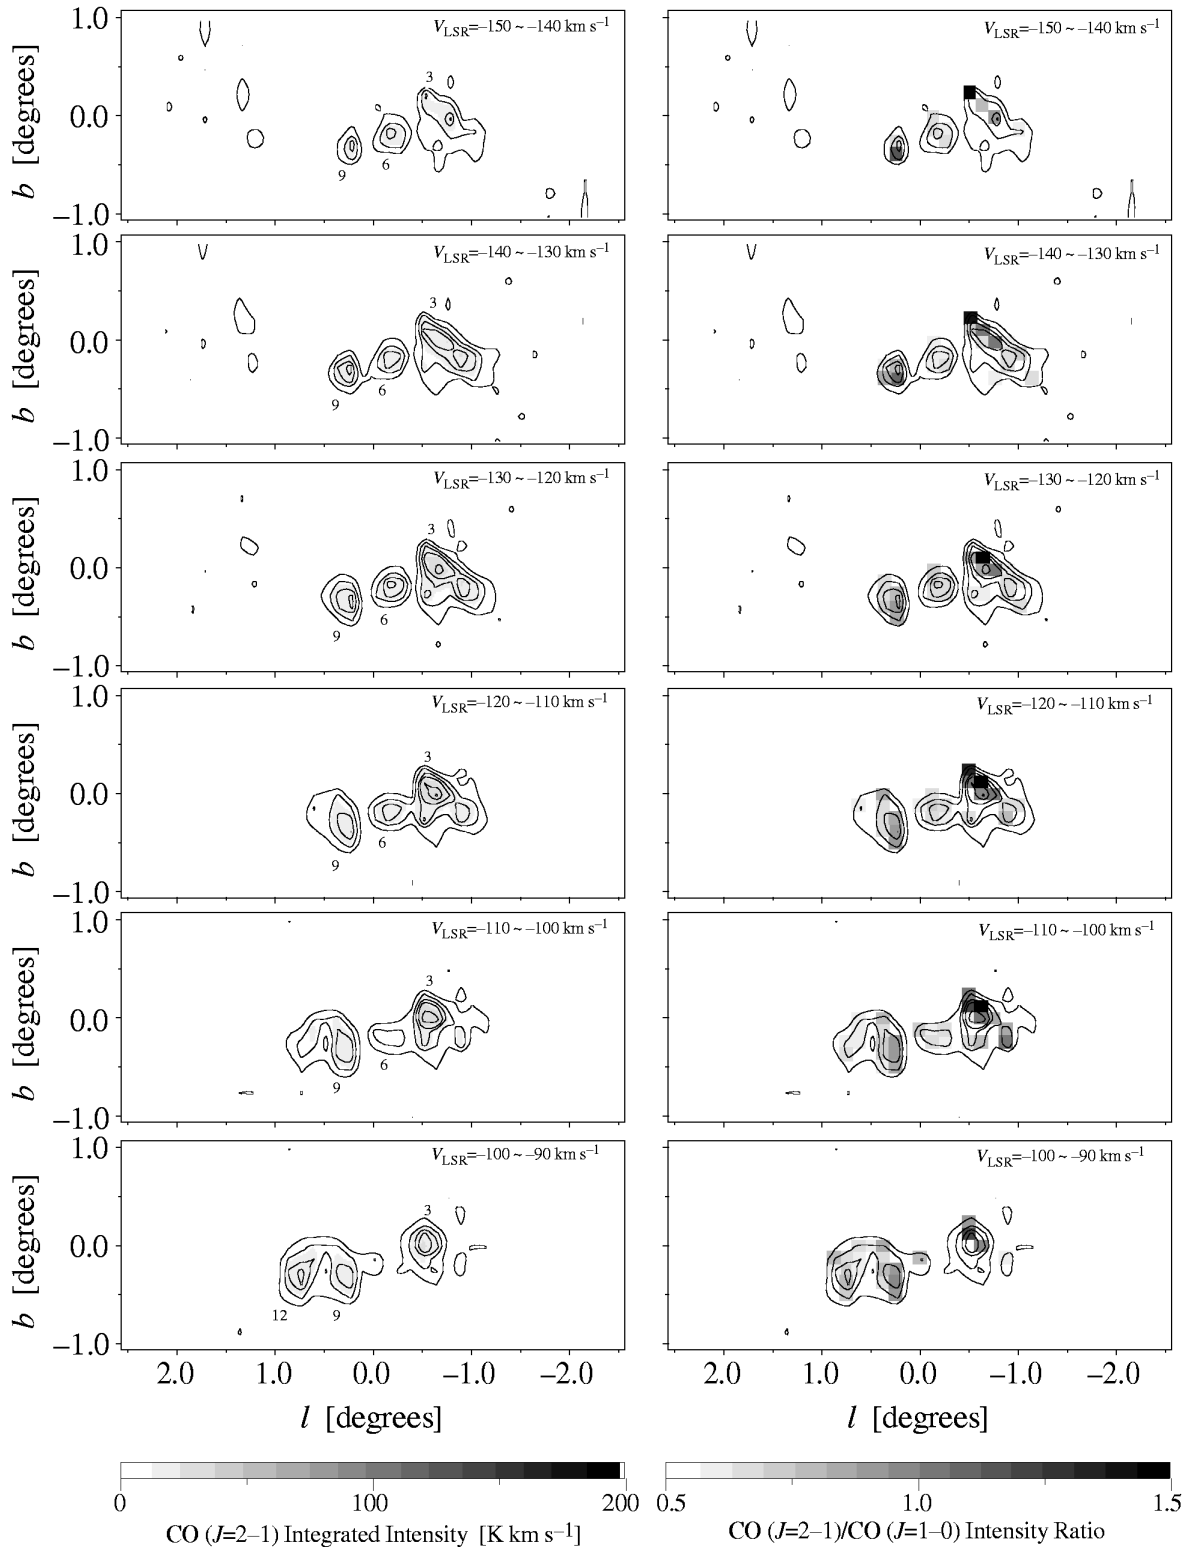 1.0
0.0
−1.0
b [degrees]
V_LSR=−150 ~ −140 km s⁻¹
3
9
6
V_LSR=−150 ~ −140 km s⁻¹
1.0
0.0
−1.0
b [degrees]
V_LSR=−140 ~ −130 km s⁻¹
3
9
6
V_LSR=−140 ~ −130 km s⁻¹
1.0
0.0
−1.0
b [degrees]
V_LSR=−130 ~ −120 km s⁻¹
3
9
6
V_LSR=−130 ~ −120 km s⁻¹
1.0
0.0
−1.0
b [degrees]
V_LSR=−120 ~ −110 km s⁻¹
3
9
6
V_LSR=−120 ~ −110 km s⁻¹
1.0
0.0
−1.0
b [degrees]
V_LSR=−110 ~ −100 km s⁻¹
3
9
6
V_LSR=−110 ~ −100 km s⁻¹
1.0
0.0
−1.0
b [degrees]
V_LSR=−100 ~ −90 km s⁻¹
3
12
9
V_LSR=−100 ~ −90 km s⁻¹
2.0 1.0 0.0 −1.0 −2.0
2.0 1.0 0.0 −1.0 −2.0
l [degrees]
l [degrees]
0 100 200
0.5 1.0 1.5
CO (J=2–1) Integrated Intensity [K km s⁻¹]
CO (J=2–1)/CO (J=1–0) Intensity Ratio